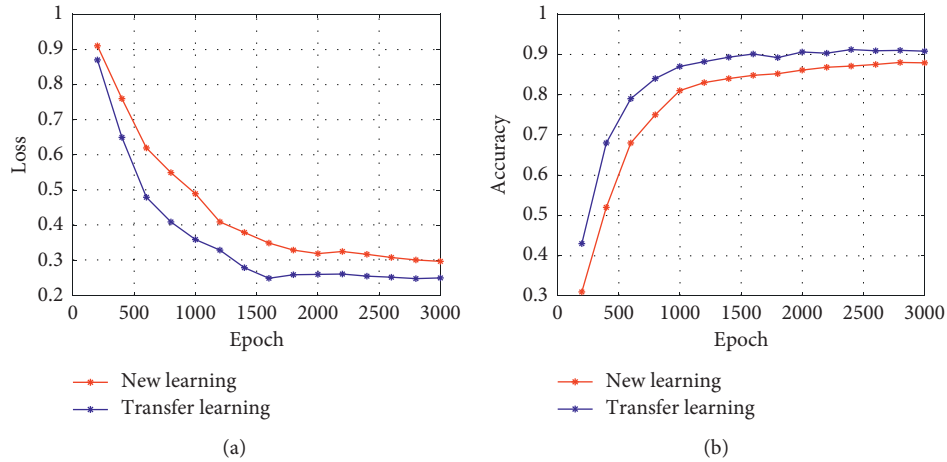 1
0.9
0.8
0.7
0.6
0.5
0.4
0.3
0.2
Loss
0 500 1000 1500 2000 2500 3000
Epoch
New learning
Transfer learning
(a)
1
0.9
0.8
0.7
0.6
0.5
0.4
0.3
Accuracy
0 500 1000 1500 2000 2500 3000
Epoch
New learning
Transfer learning
(b)